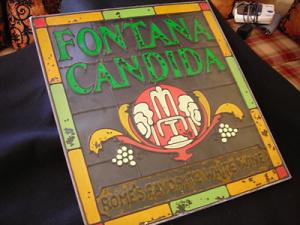 FONTANA
CANDIDA
ROME'S FAVORITE WHITE WINE